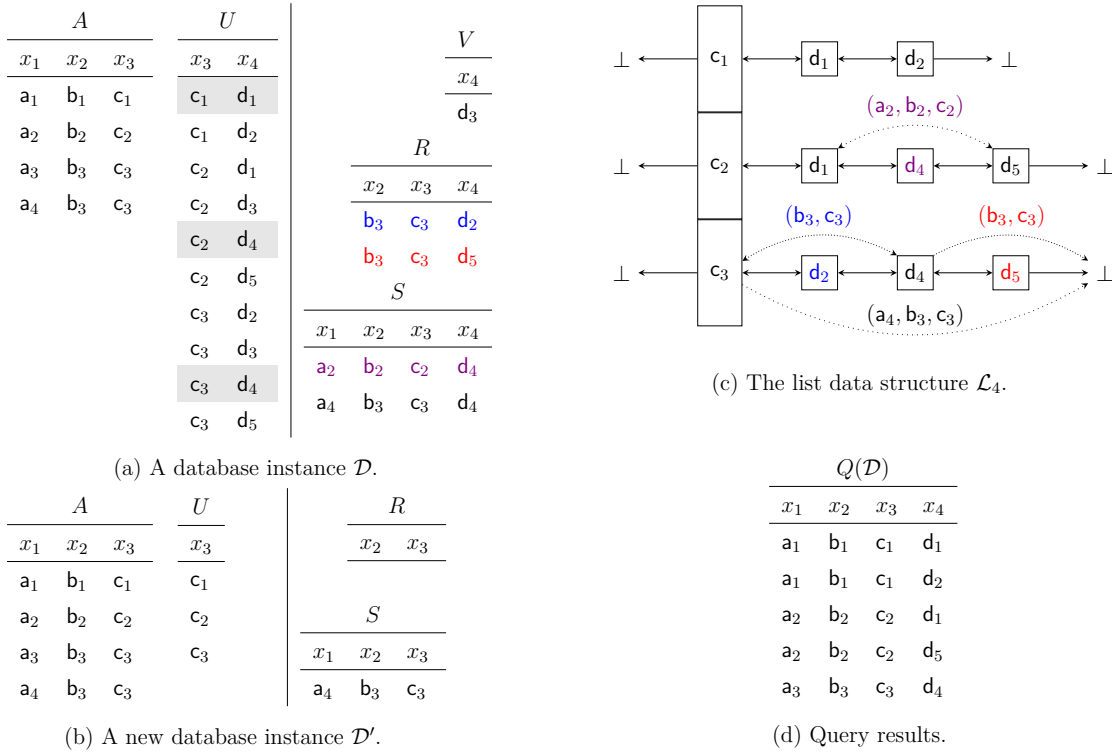 A
x₁ x₂ x₃
a₁ b₁ c₁
a₂ b₂ c₂
a₃ b₃ c₃
a₄ b₃ c₃
U
x₃ x₄
c₁ d₁
c₁ d₂
c₂ d₁
c₂ d₃
c₂ d₄
c₂ d₅
c₃ d₂
c₃ d₃
c₃ d₄
c₃ d₅
V
x₄
d₃
R
x₂ x₃ x₄
b₃ c₃ d₂
b₃ c₃ d₅
S
x₁ x₂ x₃ x₄
a₂ b₂ c₂ d₄
a₄ b₃ c₃ d₄
(a) A database instance 𝒟.
⊥ c₁ d₁ d₂ ⊥
(a₂, b₂, c₂)
⊥ c₂ d₁ d₄ d₅ ⊥
(b₃, c₃) (b₃, c₃)
⊥ c₃ d₂ d₄ d₅ ⊥
(a₄, b₃, c₃)
(c) The list data structure ℒ₄.
A
x₁ x₂ x₃
a₁ b₁ c₁
a₂ b₂ c₂
a₃ b₃ c₃
a₄ b₃ c₃
U
x₃
c₁
c₂
c₃
R
x₂ x₃
S
x₁ x₂ x₃
a₄ b₃ c₃
(b) A new database instance 𝒟′.
Q(𝒟)
x₁ x₂ x₃ x₄
a₁ b₁ c₁ d₁
a₁ b₁ c₁ d₂
a₂ b₂ c₂ d₁
a₂ b₂ c₂ d₅
a₃ b₃ c₃ d₄
(d) Query results.